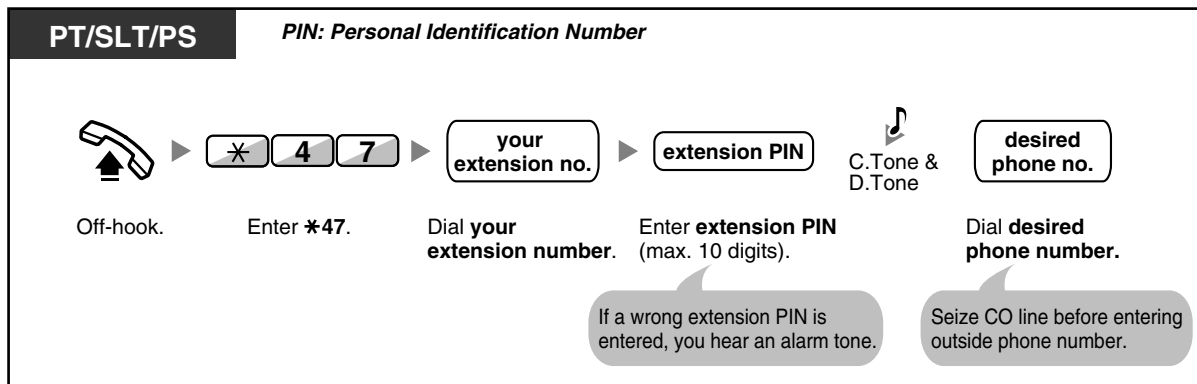 PT/SLT/PS
PIN: Personal Identification Number
* 4 7
your
extension no.
extension PIN
C.Tone &
D.Tone
desired
phone no.
Off-hook.
Enter *47.
Dial your
extension number.
Enter extension PIN
(max. 10 digits).
Dial desired
phone number.
If a wrong extension PIN is
entered, you hear an alarm tone.
Seize CO line before entering
outside phone number.